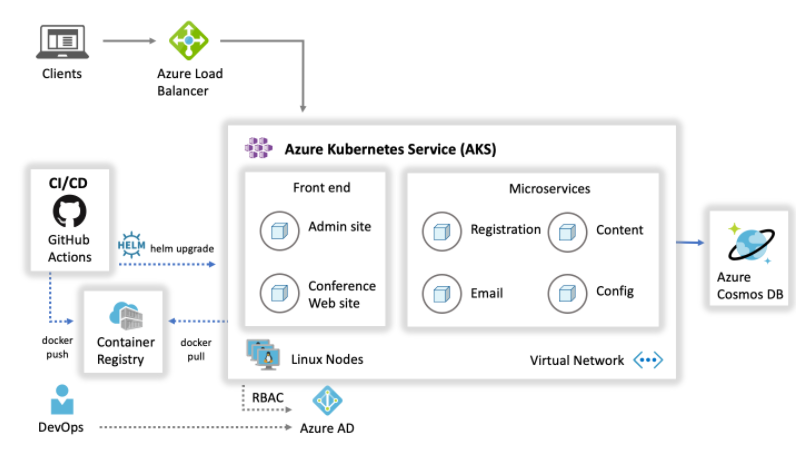 Clients
Azure Load
Balancer
Azure Kubernetes Service (AKS)
CI/CD
GitHub
Actions
HELM
helm upgrade
Front end
Admin site
Conference
Web site
Microservices
Registration
Content
Email
Config
Azure
Cosmos DB
docker
push
Container
Registry
docker
pull
Linux Nodes
Virtual Network
RBAC
DevOps
Azure AD